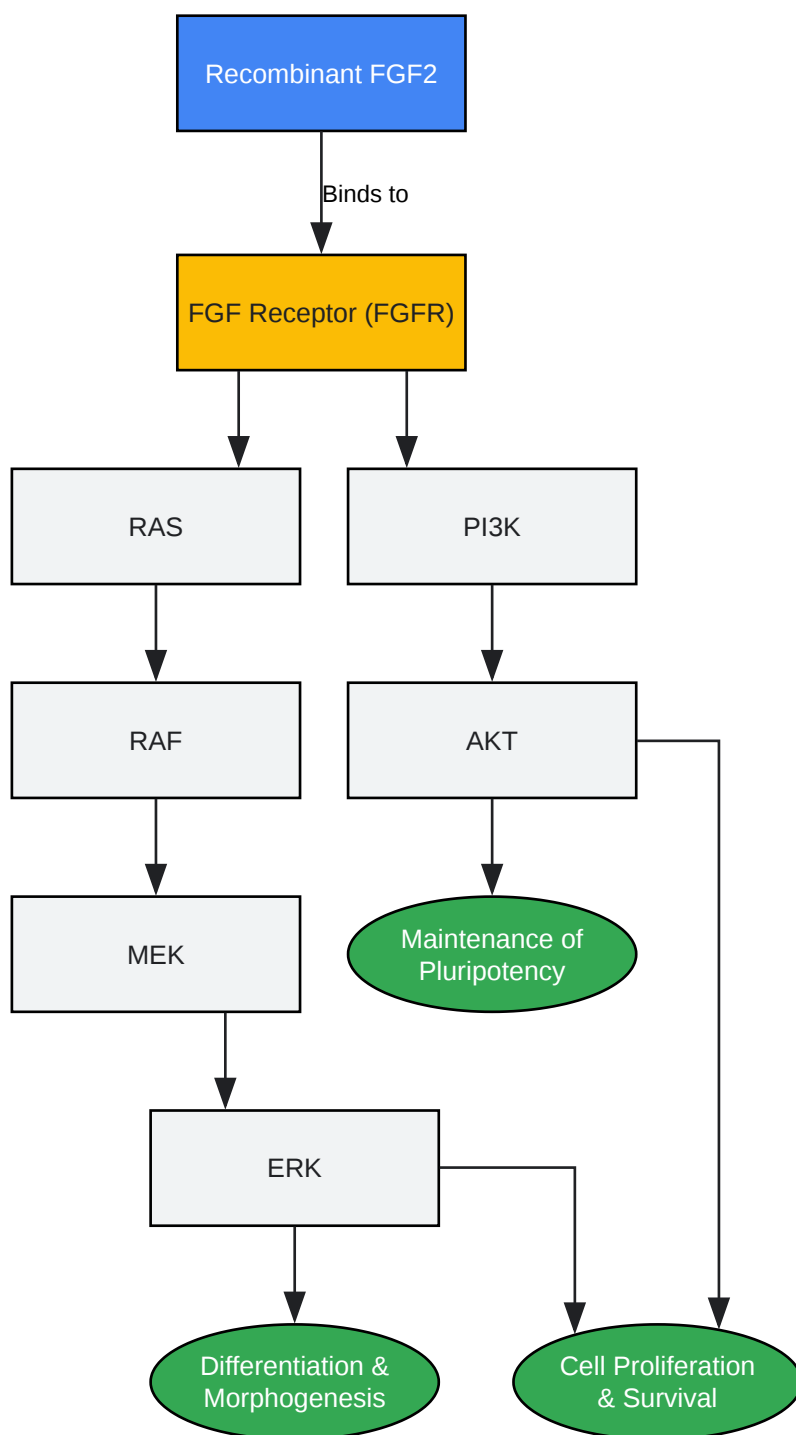 Recombinant FGF2
Binds to
FGF Receptor (FGFR)
RAS
PI3K
RAF
AKT
MEK
Maintenance of
Pluripotency
ERK
Differentiation &
Morphogenesis
Cell Proliferation
& Survival